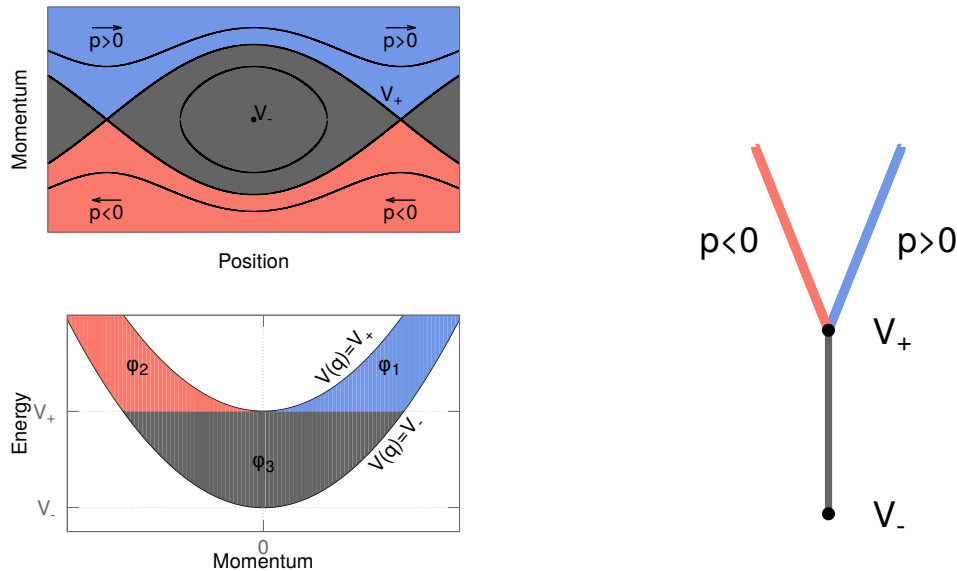 p>0
p>0
V₊
V₋
p<0
p<0
Momentum
Position
φ₂
V(q)=V₊
φ₁
V₊
φ₃
V(q)=V₋
V₋
0
Energy
Momentum
p<0
p>0
V₊
V₋